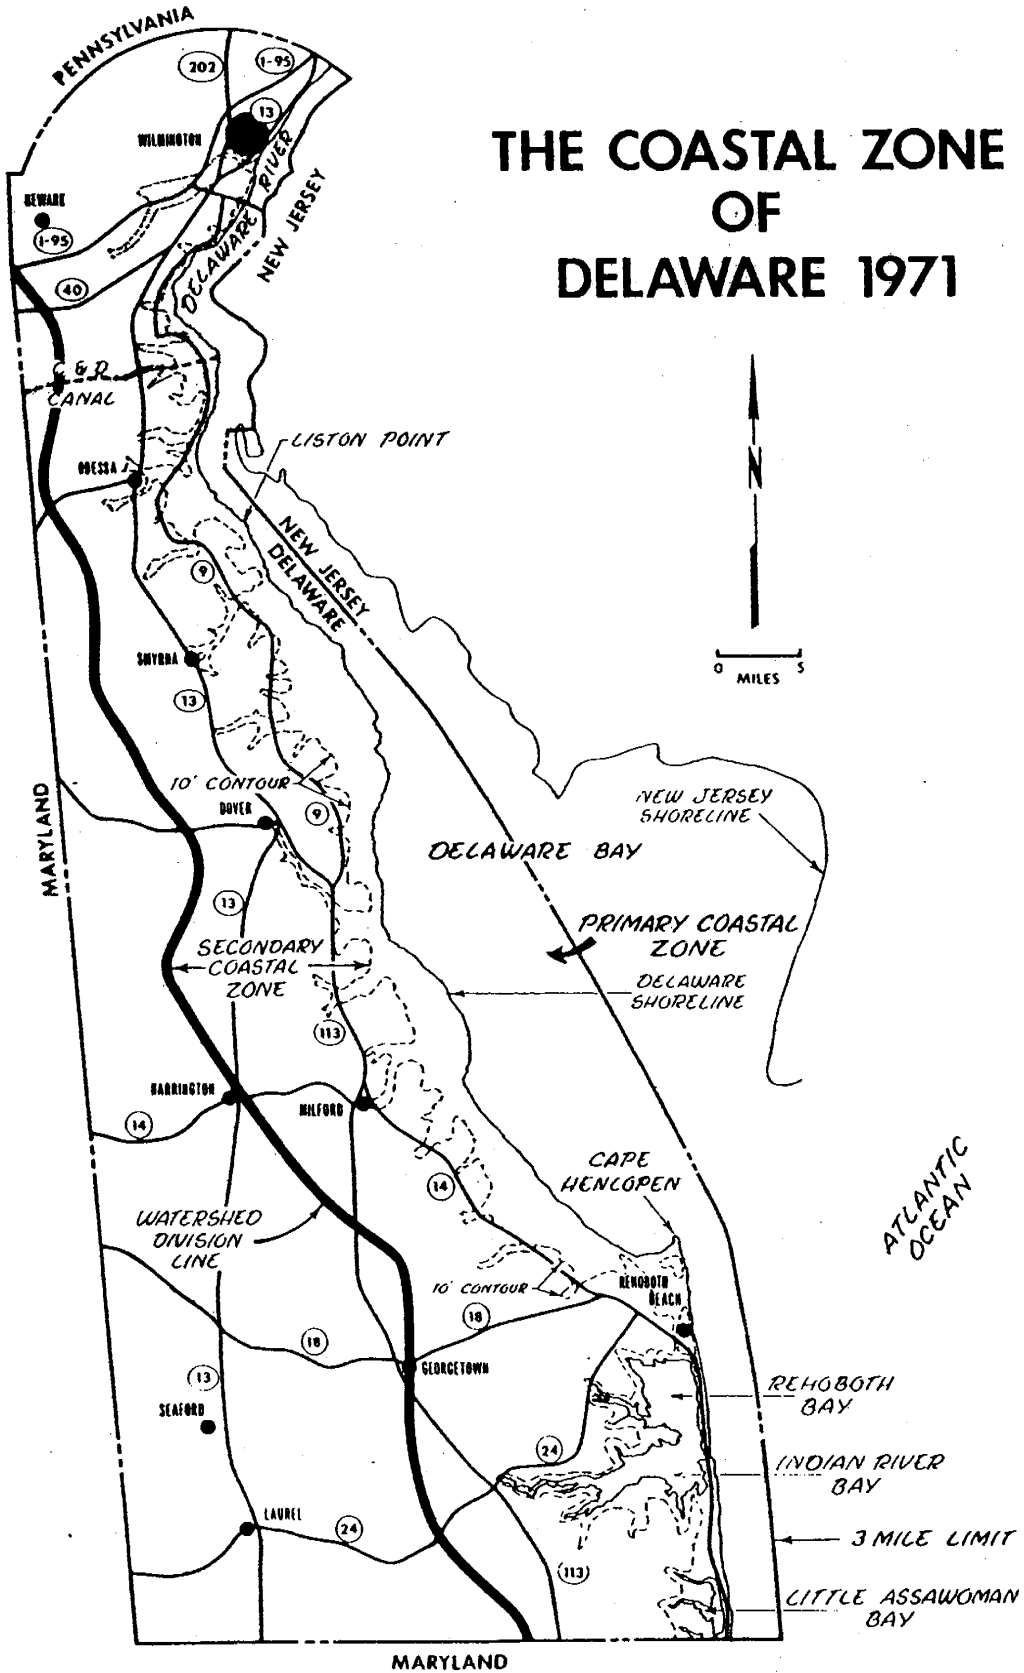 PENNSYLVANIA
202
I-95
13
WILMINGTON
THE COASTAL ZONE
OF
DELAWARE 1971
NEWARK
I-95
DELAWARE RIVER
NEW JERSEY
40
C & D
CANAL
N
LISTON POINT
ODESSA
NEW JERSEY
DELAWARE
9
SMYRNA
0 5
MILES
13
10' CONTOUR
DOVER
9
NEW JERSEY
SHORELINE
MARYLAND
DELAWARE BAY
13
PRIMARY COASTAL
ZONE
SECONDARY
COASTAL
ZONE
DELAWARE
SHORELINE
113
HARRINGTON
MILFORD
14
CAPE
HENLOPEN
14
ATLANTIC
OCEAN
WATERSHED
DIVISION
LINE
10' CONTOUR
REHOBOTH
BEACH
18
18
GEORGETOWN
13
REHOBOTH
BAY
SEAFORD
24
INDIAN RIVER
BAY
LAUREL
24
3 MILE LIMIT
113
LITTLE ASSAWOMAN
BAY
MARYLAND